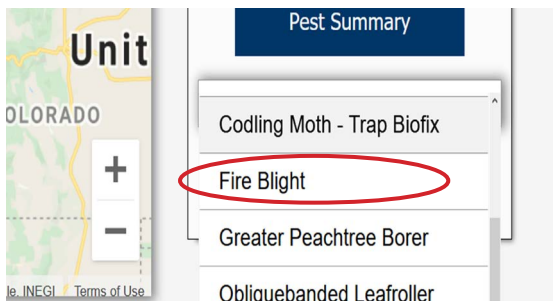 Pest Summary
Unit
OLORADO
Codling Moth - Trap Biofix
+
Fire Blight
−
Greater Peachtree Borer
Obliquebanded Leafroller
le, INEGI
Terms of Use